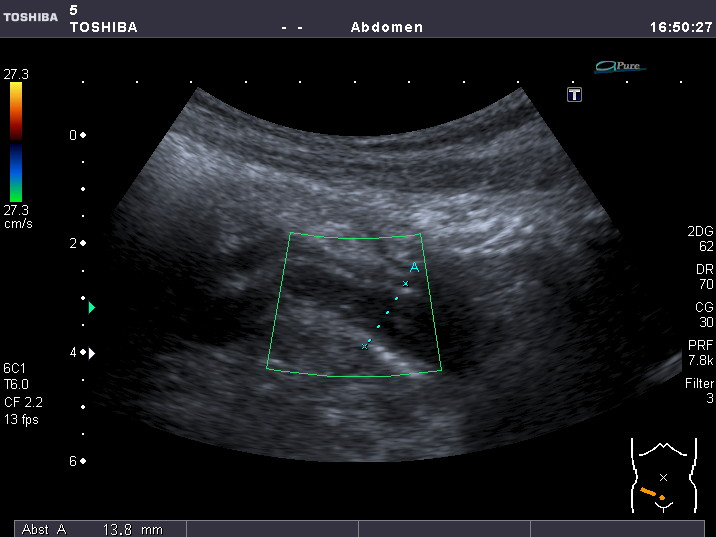 TOSHIBA
5
TOSHIBA - - Abdomen 16:50:27
aPure
T
27.3
27.3
cm/s
0
2
4
6
A
2DG
62
DR
70
CG
30
PRF
7.8k
Filter
3
6C1
T6.0
CF 2.2
13 fps
Abst A 13.8 mm